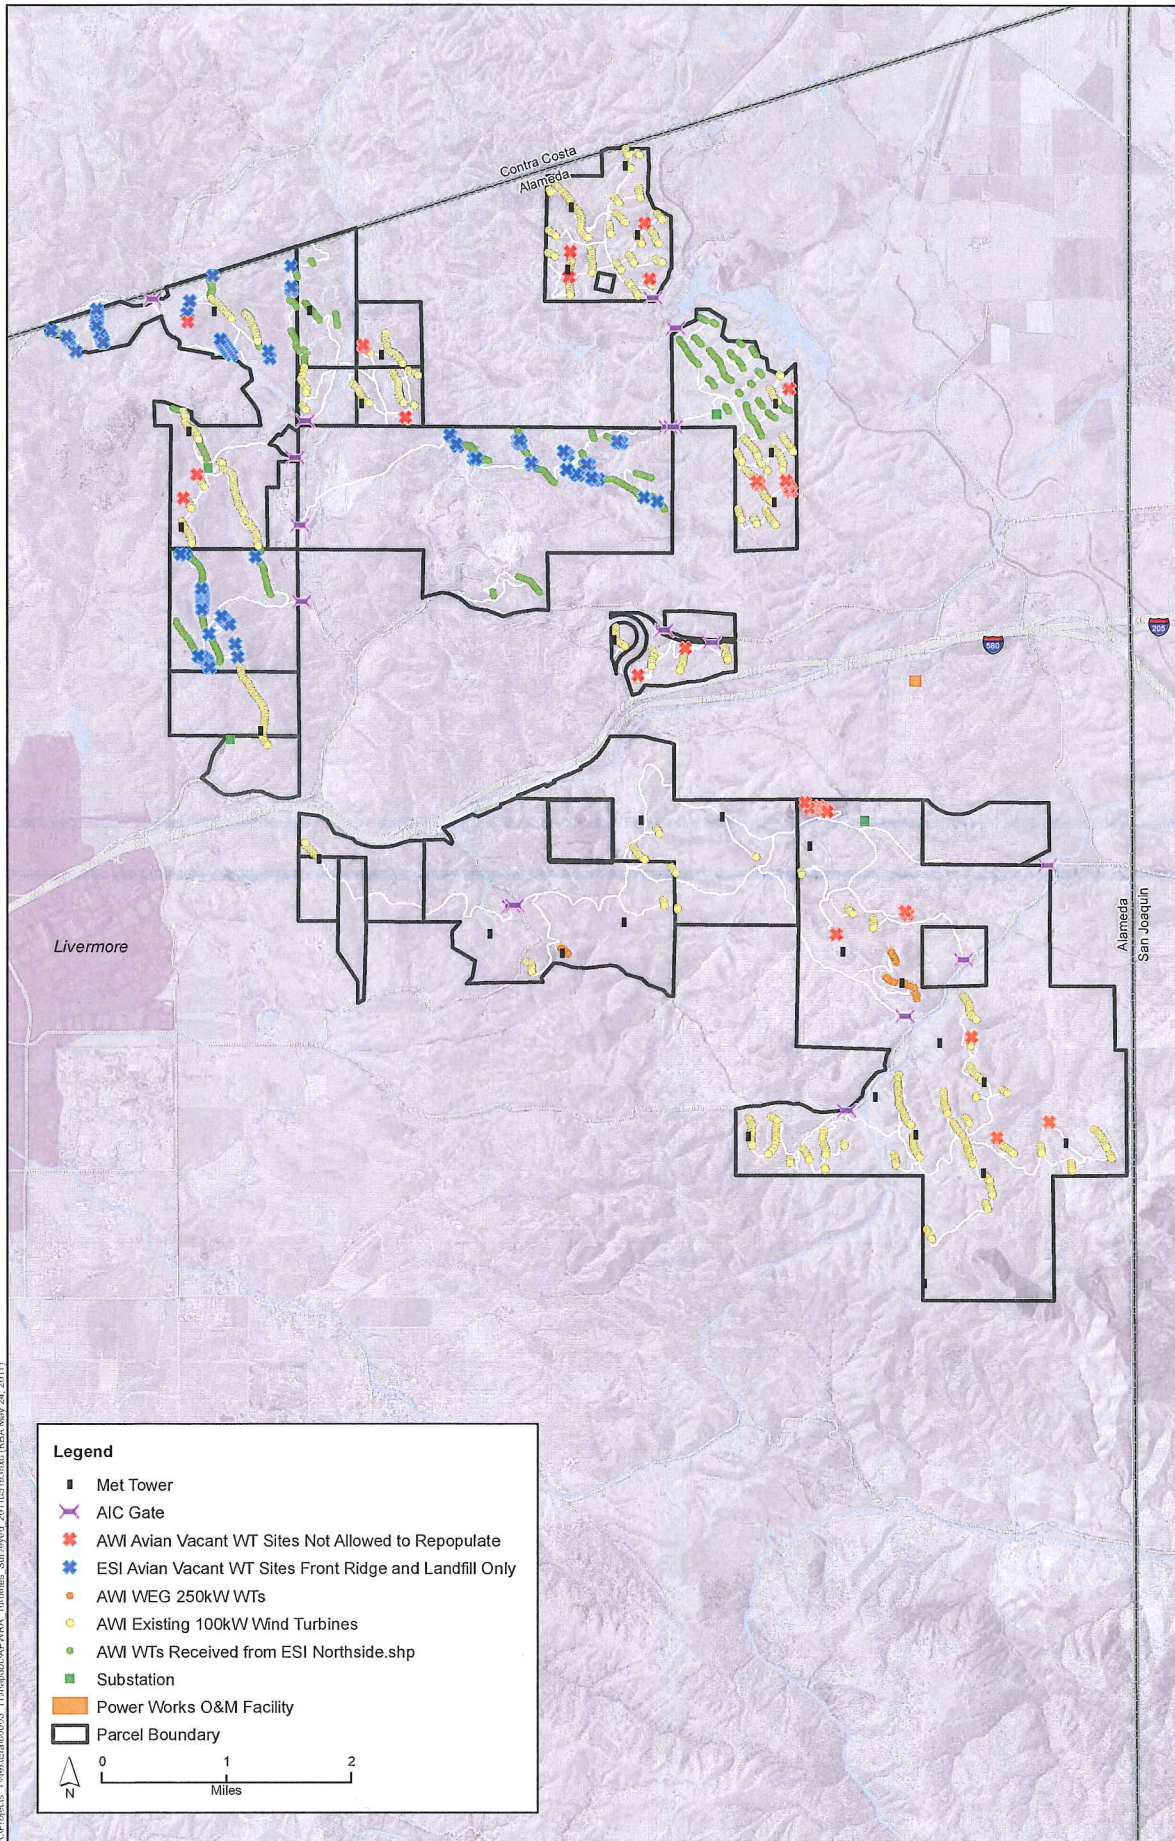 Contra Costa
Alameda
205
580
Livermore
Alameda
San Joaquin
Legend
Met Tower
AIC Gate
AWI Avian Vacant WT Sites Not Allowed to Repopulate
ESI Avian Vacant WT Sites Front Ridge and Landfill Only
AWI WEG 250kW WTs
AWI Existing 100kW Wind Turbines
AWI WTs Received from ESI Northside.shp
Substation
Power Works O&M Facility
Parcel Boundary
0 1 2
Miles
N